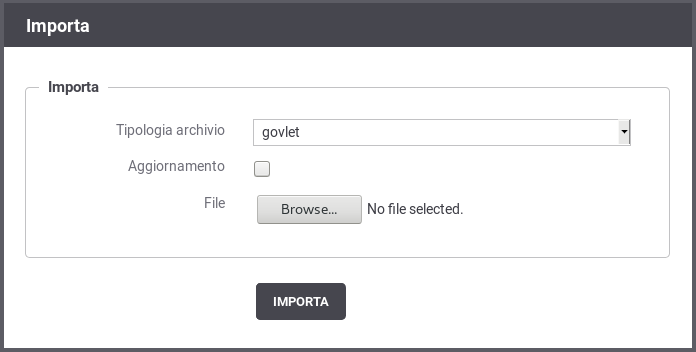 Importa
Importa
Tipologia archivio govlet
Aggiornamento
File Browse... No file selected.
IMPORTA